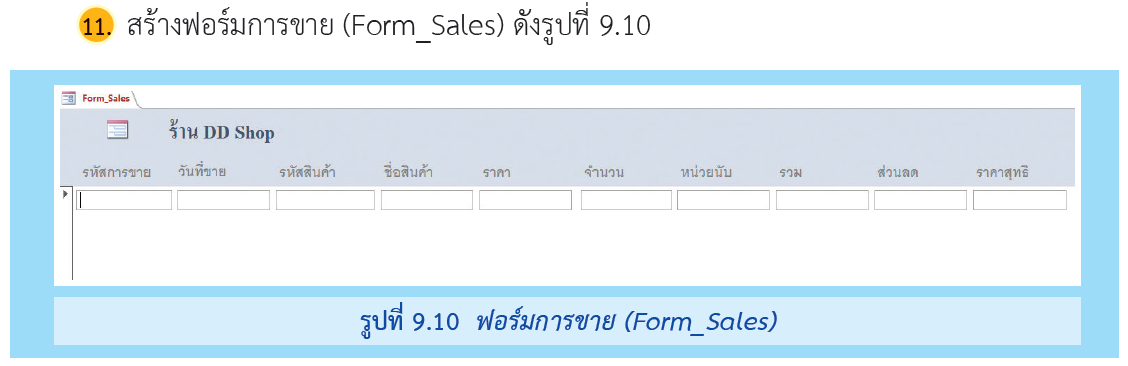 11. สร้างฟอร์มการขาย (Form_Sales) ดังรูปที่ 9.10
Form_Sales
ร้าน DD Shop
รหัสการขาย วันที่ขาย รหัสสินค้า ชื่อสินค้า ราคา จำนวน หน่วยนับ รวม ส่วนลด ราคาสุทธิ
รูปที่ 9.10 ฟอร์มการขาย (Form_Sales)